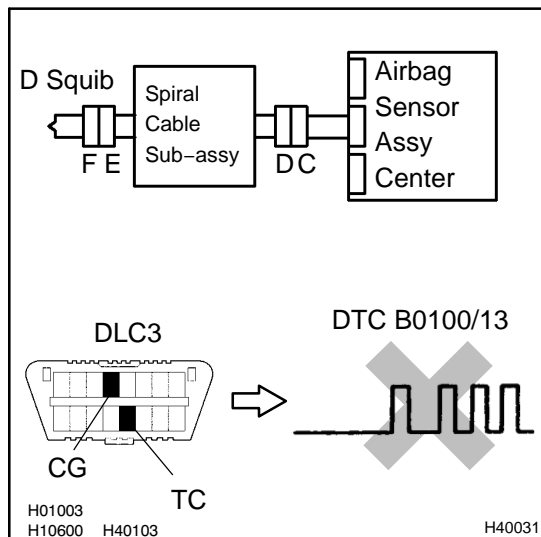 D Squib
F E
Spiral
Cable
Sub−assy
D C
Airbag
Sensor
Assy
Center
DLC3
DTC B0100/13
CG
TC
H01003
H10600 H40103
H40031